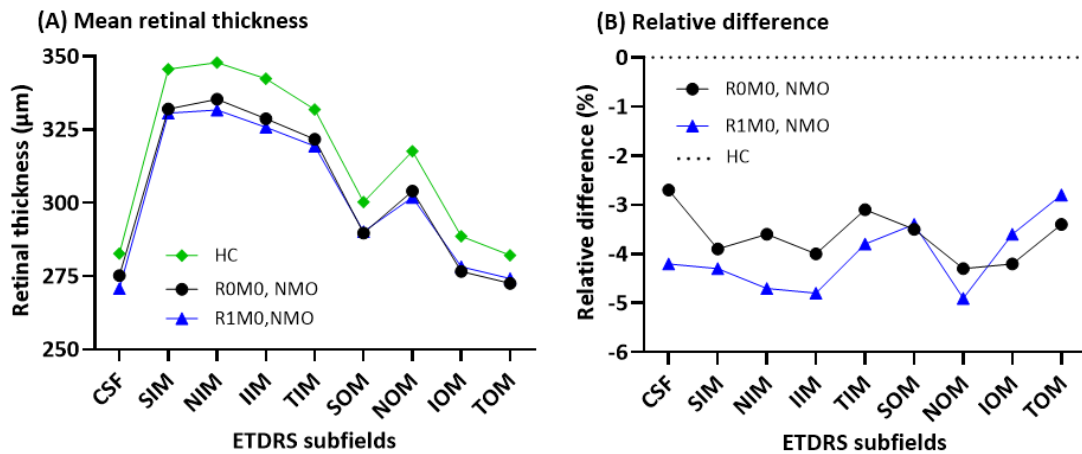 (A) Mean retinal thickness
Retinal thickness (µm)
350
325
300
275
250
HC
R0M0, NMO
R1M0,NMO
CSF
SIM
NIM
IIM
TIM
SOM
NOM
IOM
TOM
ETDRS subfields
(B) Relative difference
Relative difference (%)
0
-1
-2
-3
-4
-5
-6
R0M0, NMO
R1M0, NMO
HC
CSF
SIM
NIM
IIM
TIM
SOM
NOM
IOM
TOM
ETDRS subfields